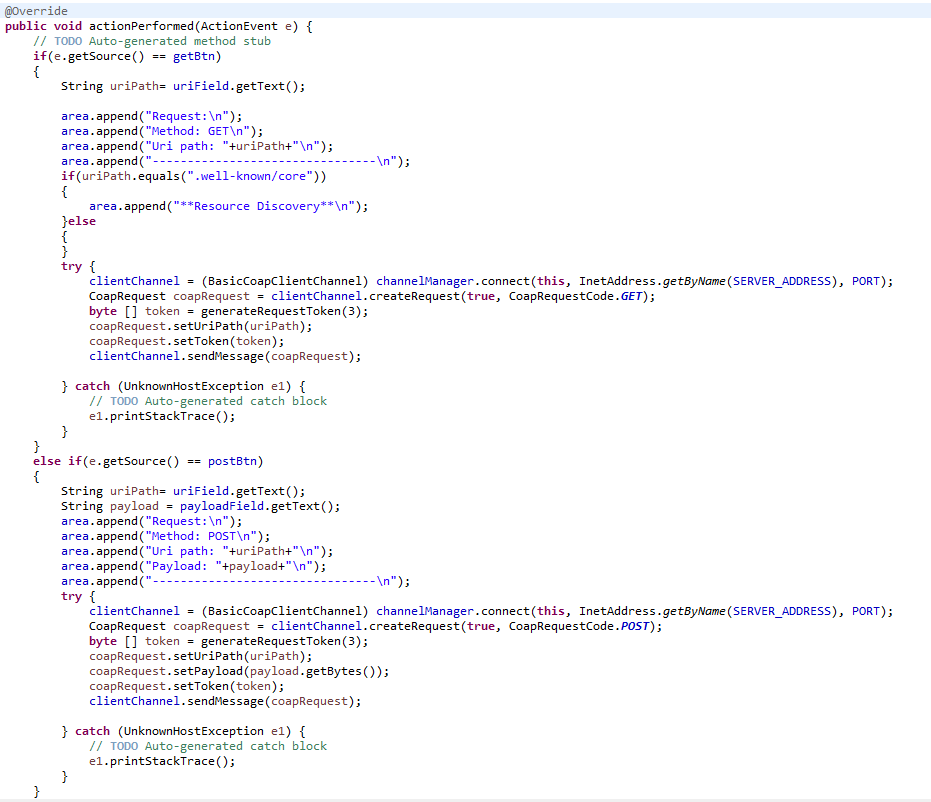 @Override
public void actionPerformed(ActionEvent e) {
    // TODO Auto-generated method stub
    if(e.getSource() == getBtn)
    {
        String uriPath= uriField.getText();

        area.append("Request:\n");
        area.append("Method: GET\n");
        area.append("Uri path: "+uriPath+"\n");
        area.append("--------------------------------\n");
        if(uriPath.equals(".well-known/core"))
        {
            area.append("**Resource Discovery**\n");
        }else
        {
        }
        try {
            clientChannel = (BasicCoapClientChannel) channelManager.connect(this, InetAddress.getByName(SERVER_ADDRESS), PORT);
            CoapRequest coapRequest = clientChannel.createRequest(true, CoapRequestCode.GET);
            byte [] token = generateRequestToken(3);
            coapRequest.setUriPath(uriPath);
            coapRequest.setToken(token);
            clientChannel.sendMessage(coapRequest);

        } catch (UnknownHostException e1) {
            // TODO Auto-generated catch block
            e1.printStackTrace();
        }
    }
    else if(e.getSource() == postBtn)
    {
        String uriPath= uriField.getText();
        String payload = payloadField.getText();
        area.append("Request:\n");
        area.append("Method: POST\n");
        area.append("Uri path: "+uriPath+"\n");
        area.append("Payload: "+payload+"\n");
        area.append("--------------------------------\n");
        try {
            clientChannel = (BasicCoapClientChannel) channelManager.connect(this, InetAddress.getByName(SERVER_ADDRESS), PORT);
            CoapRequest coapRequest = clientChannel.createRequest(true, CoapRequestCode.POST);
            byte [] token = generateRequestToken(3);
            coapRequest.setUriPath(uriPath);
            coapRequest.setPayload(payload.getBytes());
            coapRequest.setToken(token);
            clientChannel.sendMessage(coapRequest);

        } catch (UnknownHostException e1) {
            // TODO Auto-generated catch block
            e1.printStackTrace();
        }
    }